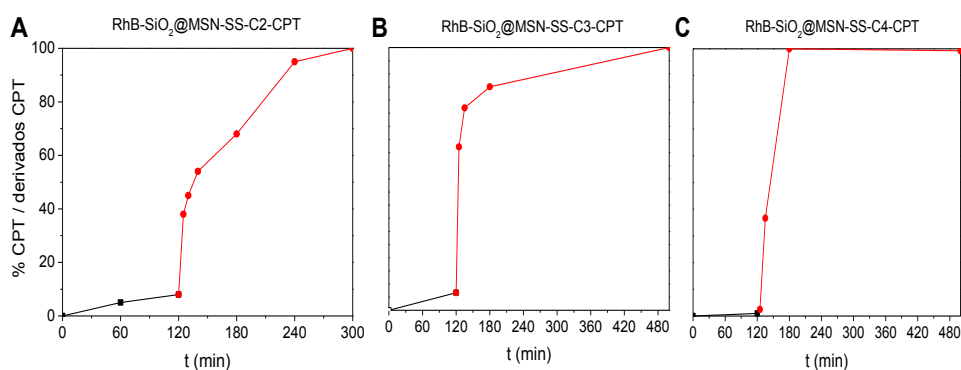 A
RhB-SiO2@MSN-SS-C2-CPT
B
RhB-SiO2@MSN-SS-C3-CPT
C
RhB-SiO2@MSN-SS-C4-CPT
% CPT / derivados CPT
100
80
60
40
20
0
0 60 120 180 240 300
0 60 120 180 240 300 360 420 480
0 60 120 180 240 300 360 420 480
t (min)
t (min)
t (min)